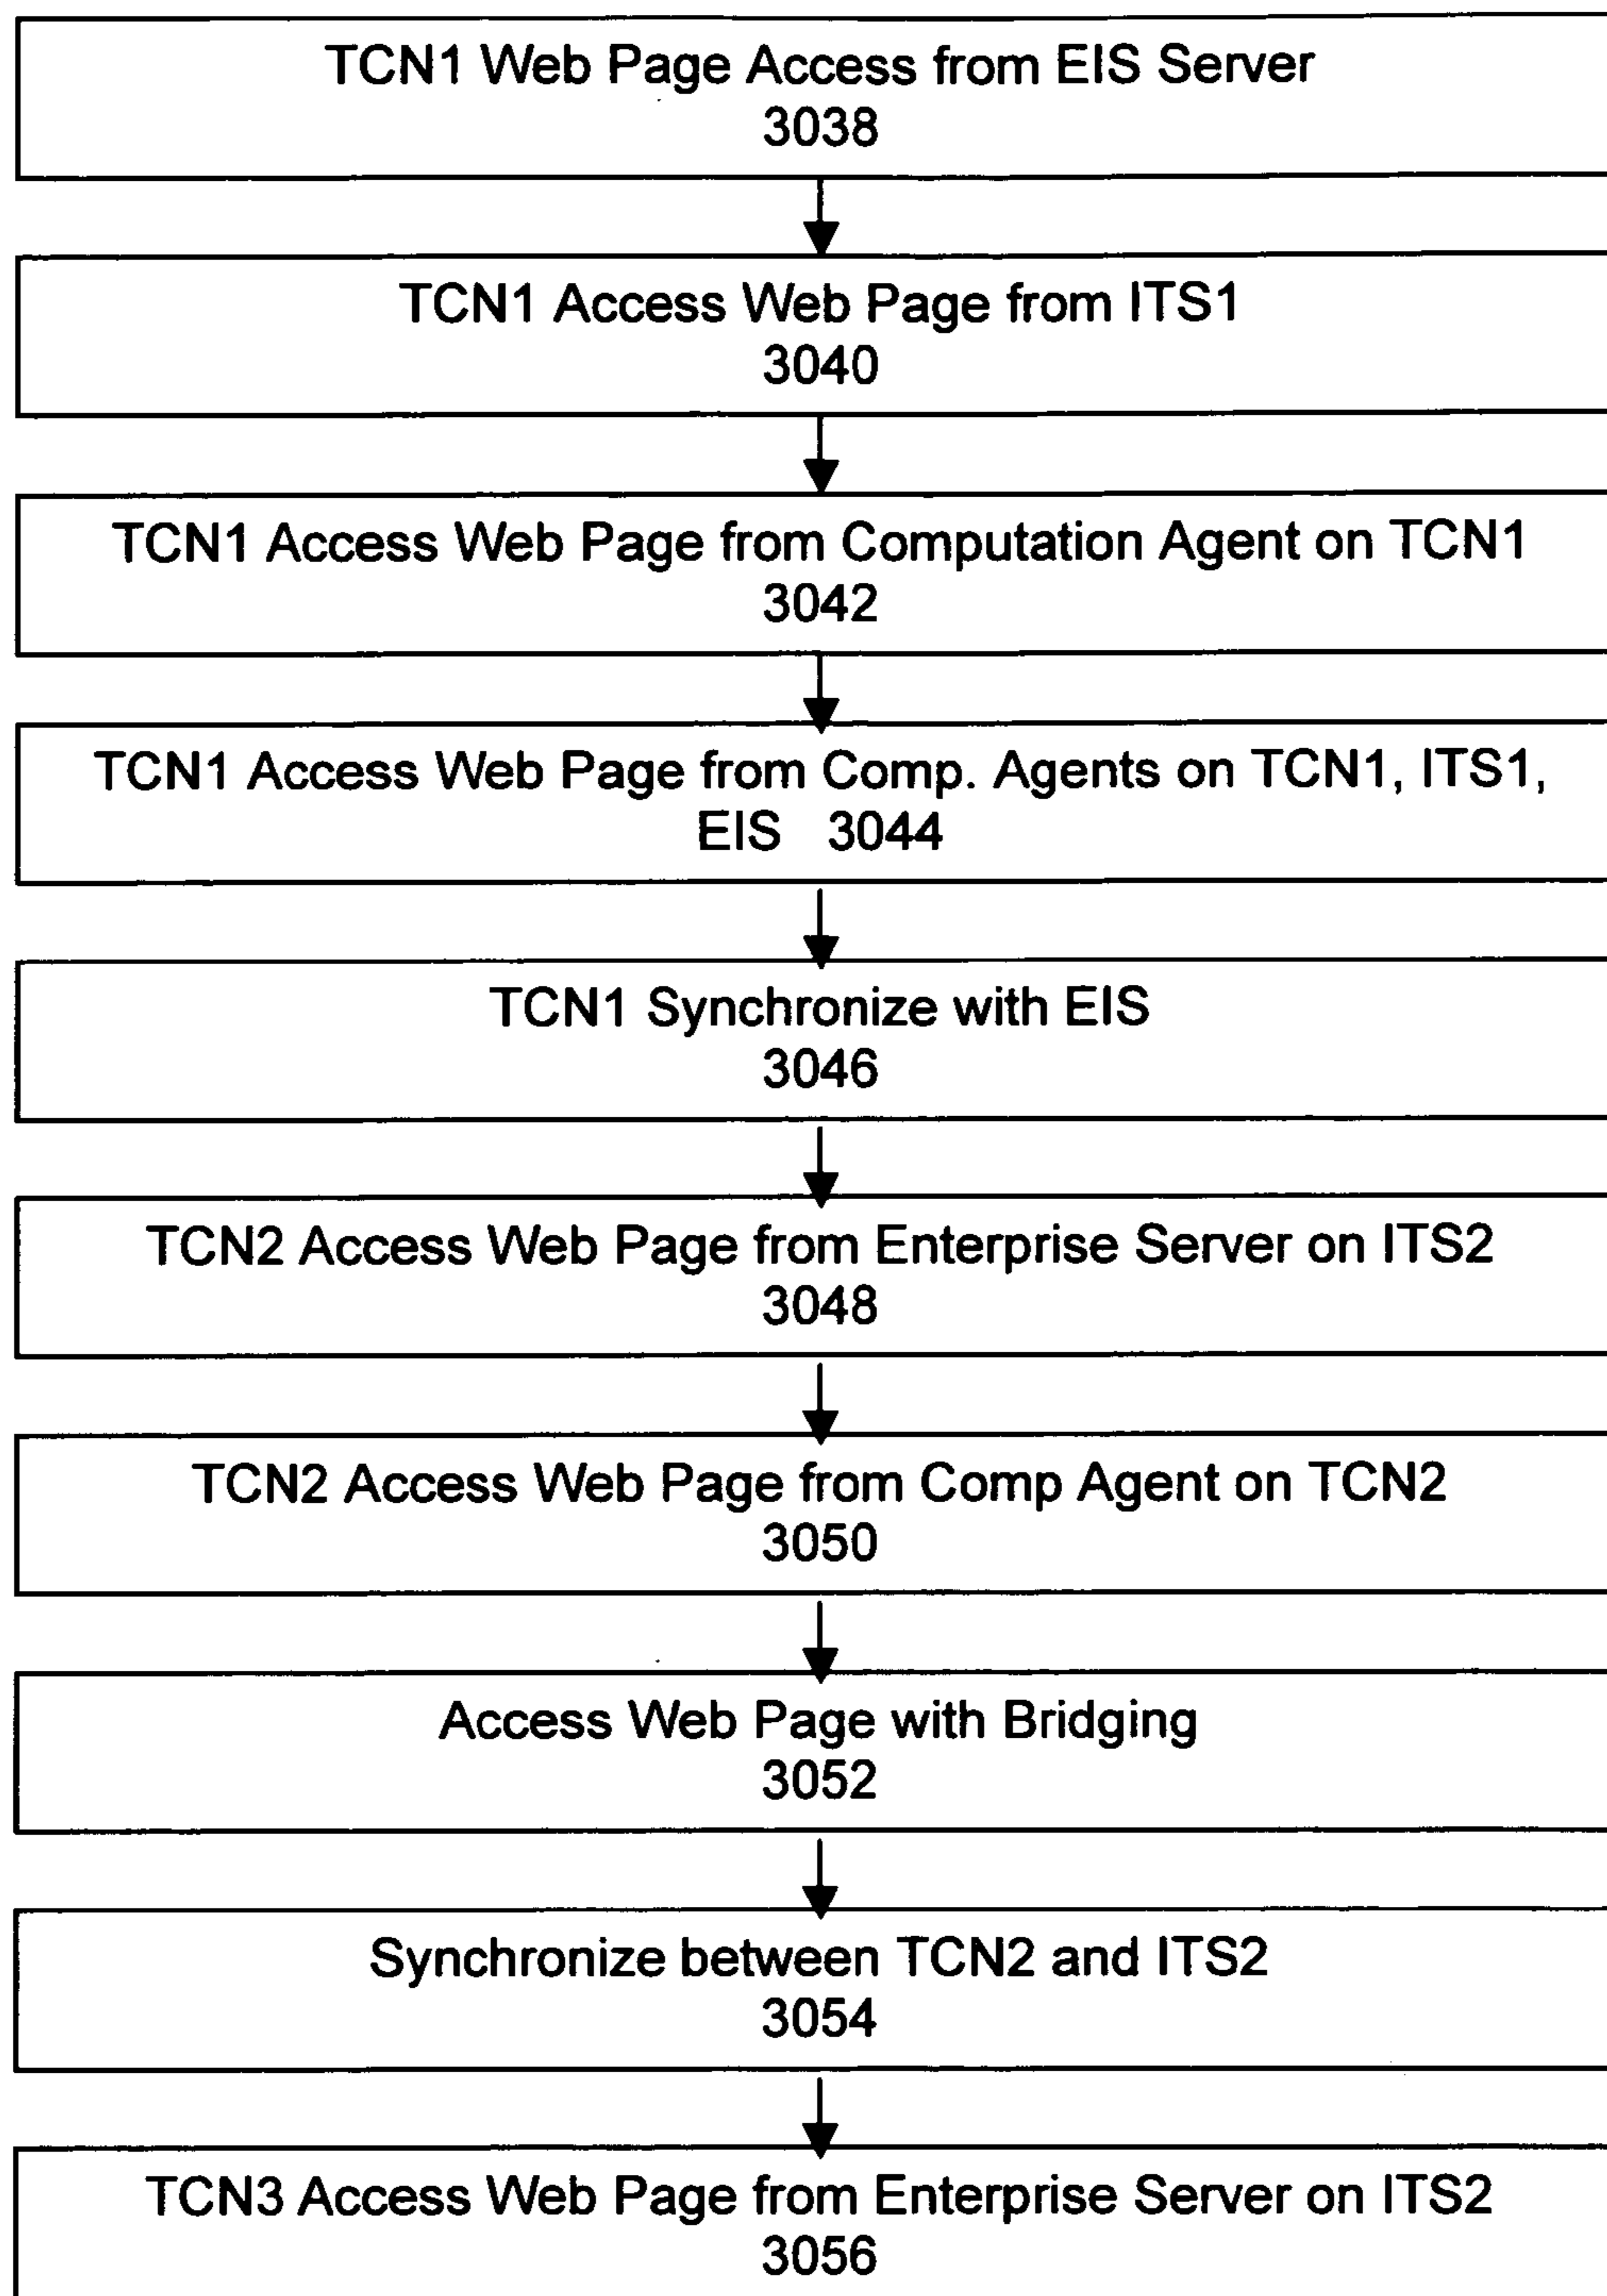 TCN1 Web Page Access from EIS Server
3038
TCN1 Access Web Page from ITS1
3040
TCN1 Access Web Page from Computation Agent on TCN1
3042
TCN1 Access Web Page from Comp. Agents on TCN1, ITS1,
EIS 3044
TCN1 Synchronize with EIS
3046
TCN2 Access Web Page from Enterprise Server on ITS2
3048
TCN2 Access Web Page from Comp Agent on TCN2
3050
Access Web Page with Bridging
3052
Synchronize between TCN2 and ITS2
3054
TCN3 Access Web Page from Enterprise Server on ITS2
3056